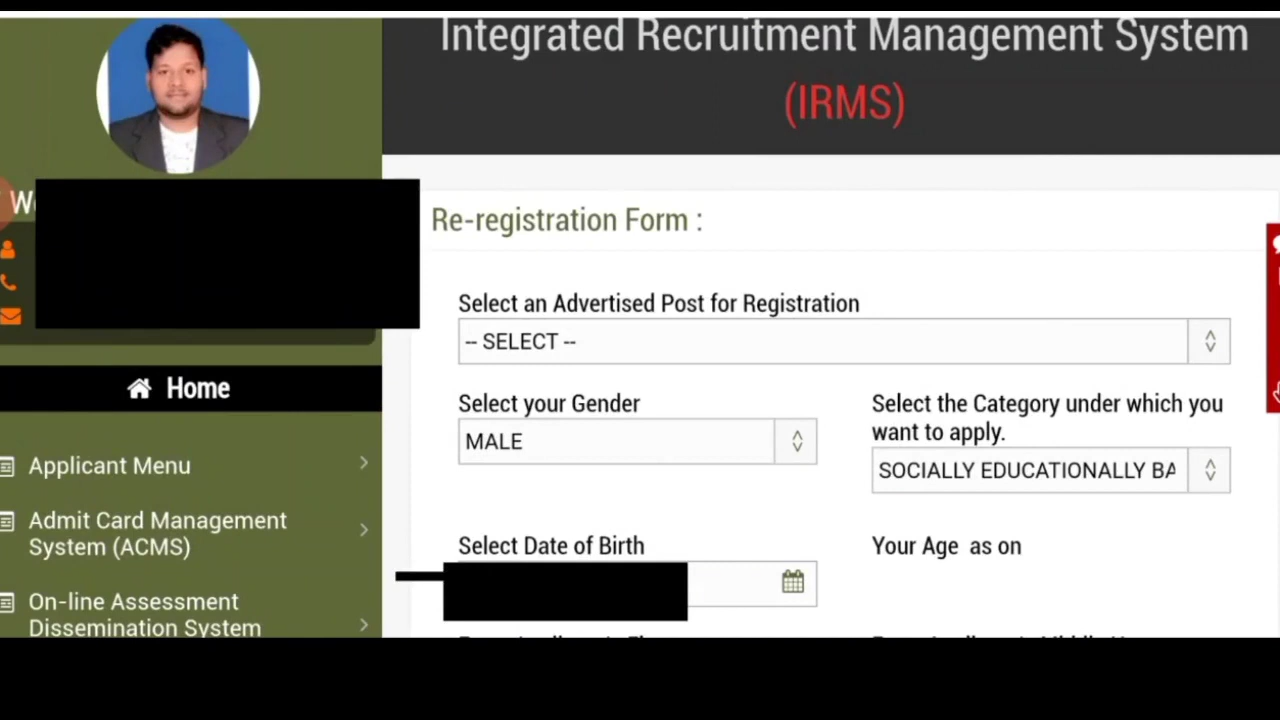 Integrated Recruitment Management System
(IRMS)
Re-registration Form :
Select an Advertised Post for Registration
-- SELECT --
Select your Gender
MALE
Select the Category under which you
want to apply.
SOCIALLY EDUCATIONALLY BA
Select Date of Birth
Your Age as on
Home
Applicant Menu
Admit Card Management
System (ACMS)
On-line Assessment
Dissemination System